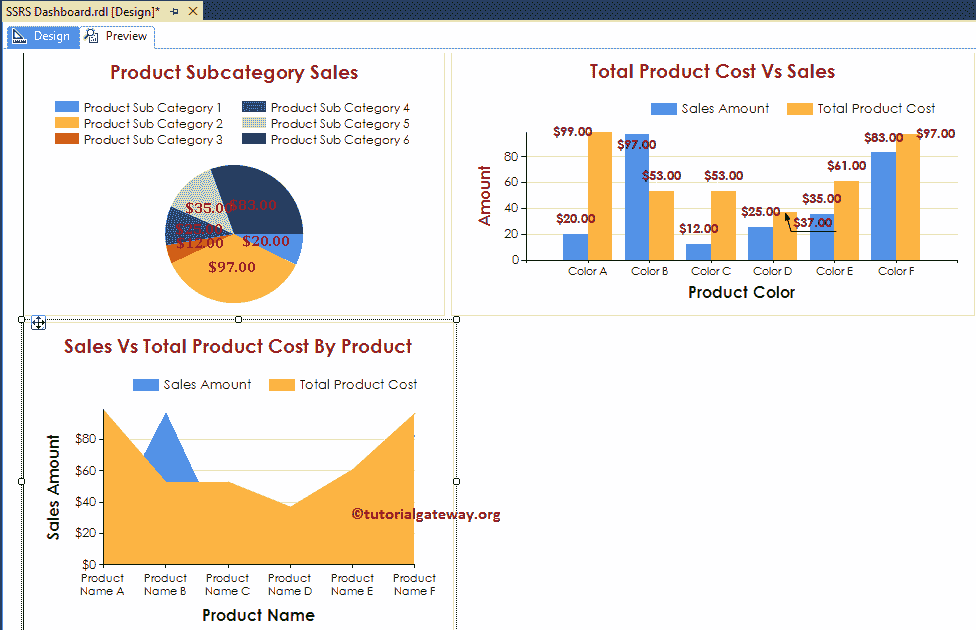 SSRS Dashboard.rdl [Design]*
Design Preview
Product Subcategory Sales
Product Sub Category 1 Product Sub Category 4
Product Sub Category 2 Product Sub Category 5
Product Sub Category 3 Product Sub Category 6
$35.00 $83.00
$12.00 $20.00
$97.00
Total Product Cost Vs Sales
Sales Amount Total Product Cost
Amount
80
60
40
20
0
$99.00 $97.00 $53.00 $53.00 $61.00 $83.00 $97.00
$20.00 $12.00 $25.00 $37.00 $35.00
Color A Color B Color C Color D Color E Color F
Product Color
Sales Vs Total Product Cost By Product
Sales Amount Total Product Cost
Sales Amount
$80
$60
$40
$20
$0
©tutorialgateway.org
Product Product Product Product Product Product
Name A Name B Name C Name D Name E Name F
Product Name